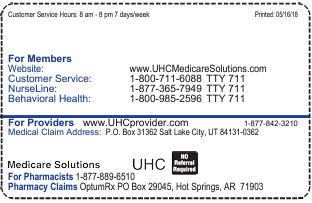 Customer Service Hours: 8 am - 8 pm 7 days/week Printed: 05/16/18
For Members
Website: www.UHCMedicareSolutions.com
Customer Service: 1-800-711-6088 TTY 711
NurseLine: 1-877-365-7949 TTY 711
Behavioral Health: 1-800-985-2596 TTY 711
For Providers www.UHCprovider.com 1-877-842-3210
Medical Claim Address: P.O. Box 31362 Salt Lake City, UT 84131-0362
Medicare Solutions UHC NO Referral Required
For Pharmacists 1-877-889-6510
Pharmacy Claims OptumRx PO Box 29045, Hot Springs, AR 71903